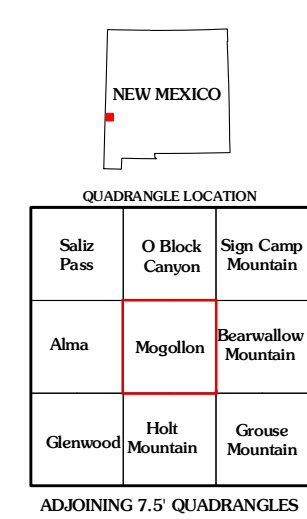 NEW MEXICO
QUADRANGLE LOCATION
Saliz
Pass
O Block
Canyon
Sign Camp
Mountain
Alma
Mogollon
Bearwallow
Mountain
Glenwood
Holt
Mountain
Grouse
Mountain
ADJOINING 7.5' QUADRANGLES